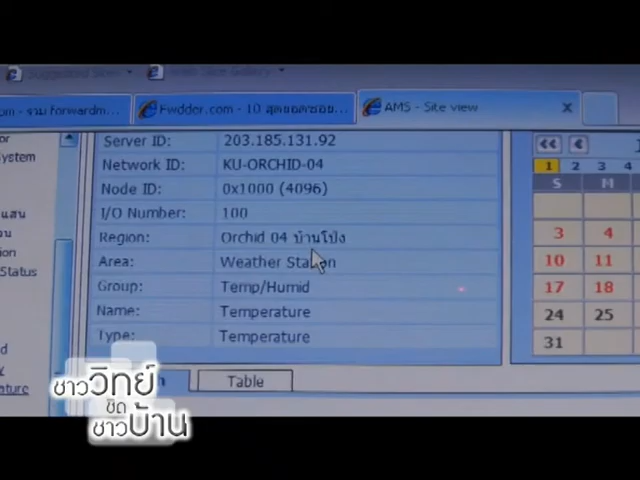 Fwdder.com - 10 สุดยอดซอย...
AMS - Site view
Server ID: 203.185.131.92
Network ID: KU-ORCHID-04
Node ID: 0x1000 (4096)
I/O Number: 100
Region: Orchid 04 บ้านโป่ง
Area: Weather Station
Group: Temp/Humid
Name: Temperature
Type: Temperature
Table
1 2 3 4
S M
3 4
10 11
17 18
24 25
31
Status
ชาววิทย์
ชิด
ชาวบ้าน